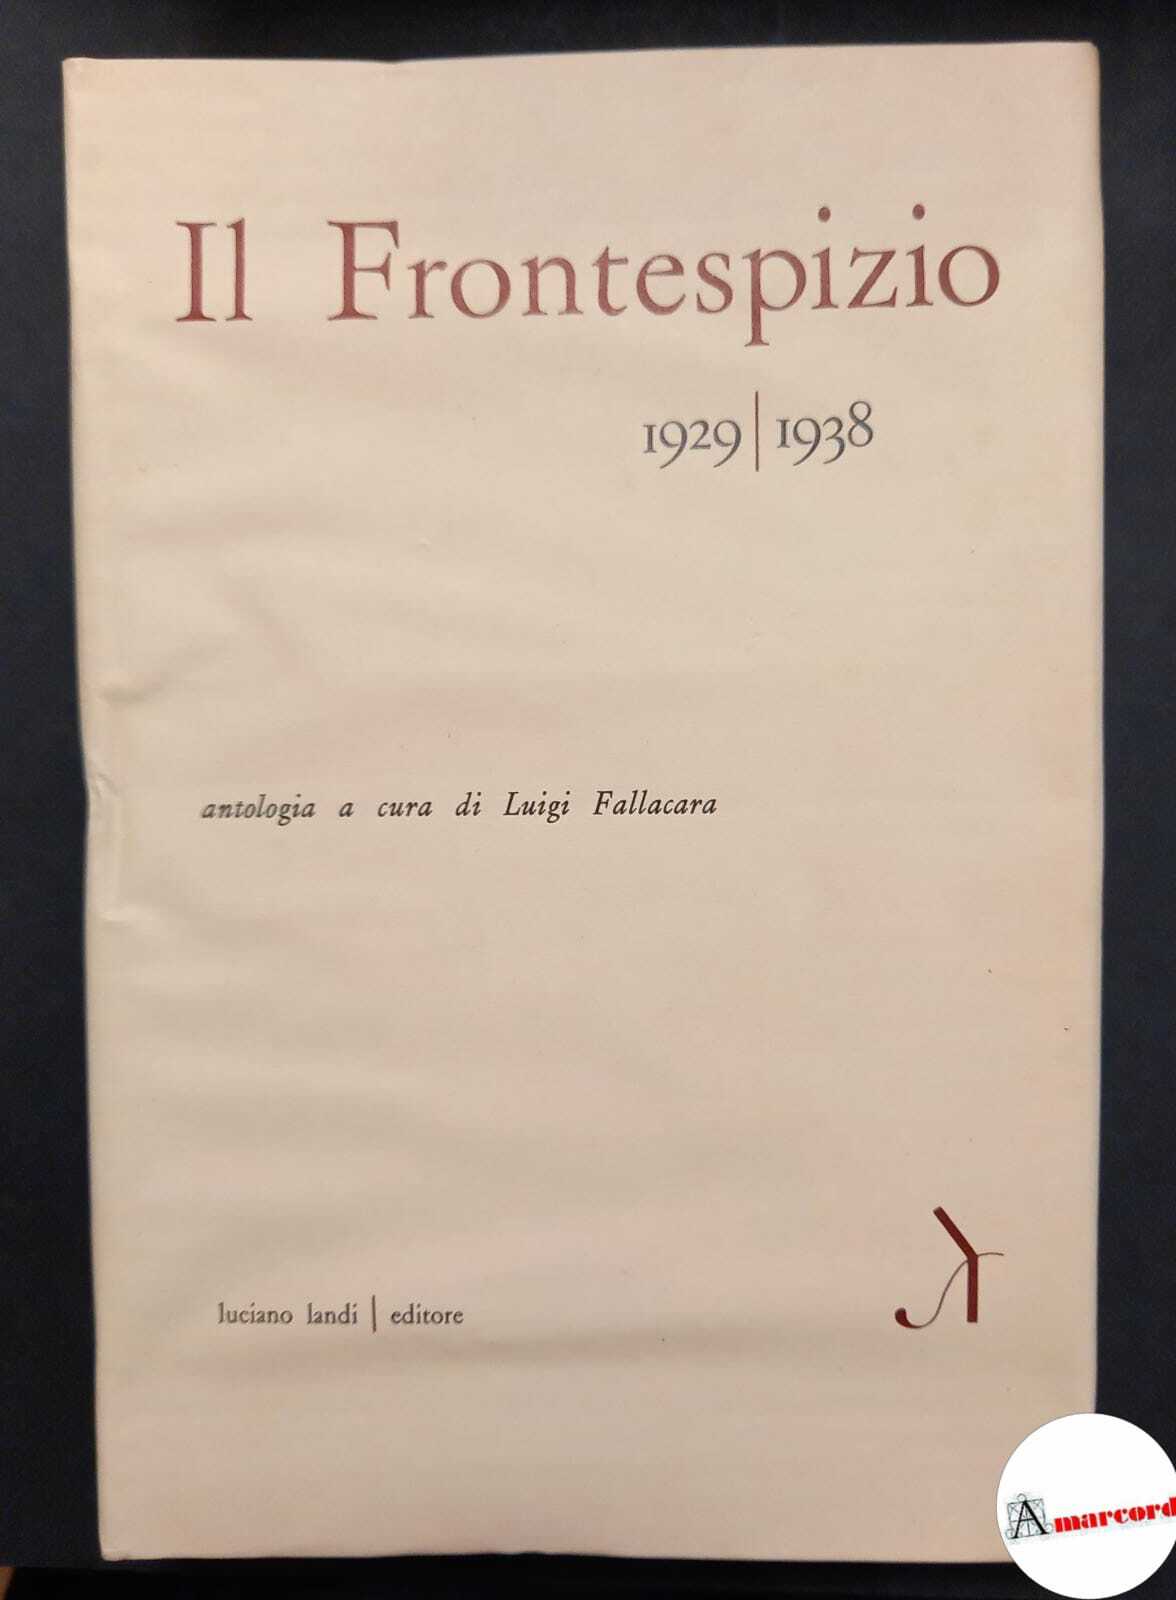 Il Frontespizio
1929 | 1938
antologia a cura di Luigi Fallacara
luciano landi | editore
Amarcord